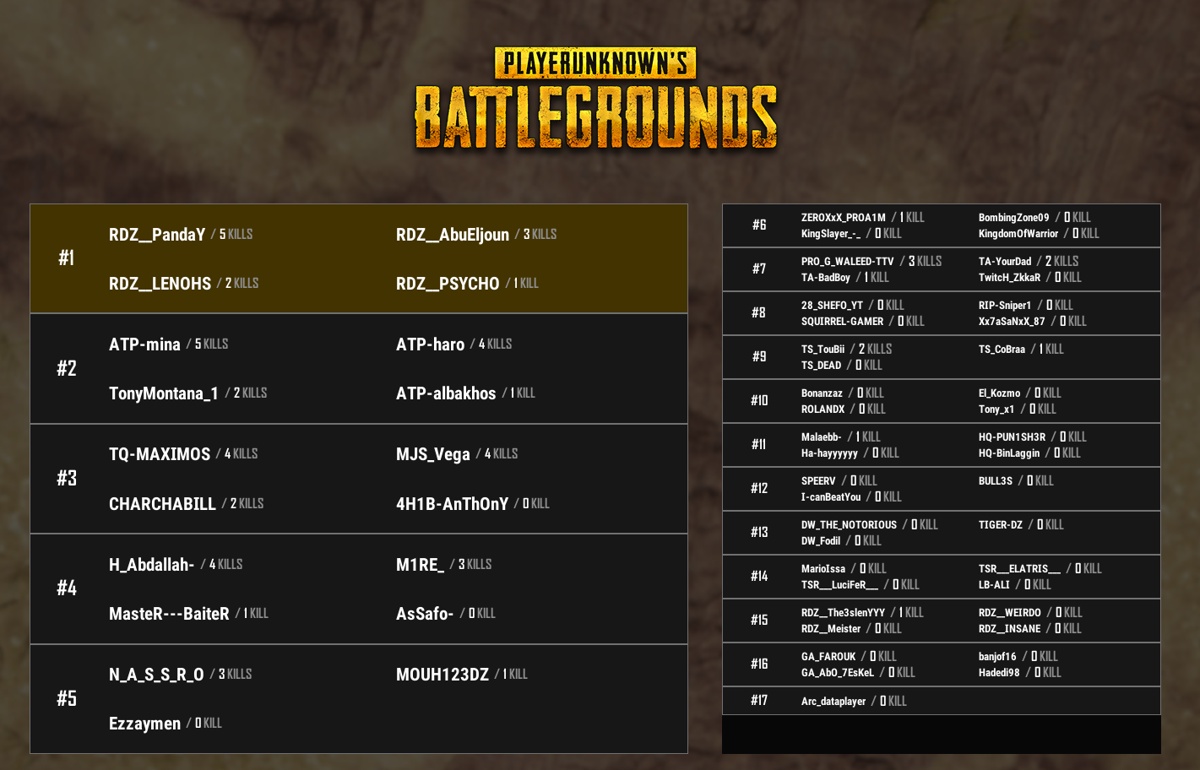 PLAYERUNKNOWN'S
BATTLEGROUNDS
#1
RDZ__PandaY / 5 KILLS
RDZ__AbuEljoun / 3 KILLS
RDZ__LENOHS / 2 KILLS
RDZ__PSYCHO / 1 KILL
#2
ATP-mina / 5 KILLS
ATP-haro / 4 KILLS
TonyMontana_1 / 2 KILLS
ATP-albakhos / 1 KILL
#3
TQ-MAXIMOS / 4 KILLS
MJS_Vega / 4 KILLS
CHARCHABILL / 2 KILLS
4H1B-AnThOnY / 0 KILL
#4
H_Abdallah- / 4 KILLS
M1RE_ / 3 KILLS
MasteR---BaiteR / 1 KILL
AsSafo- / 0 KILL
#5
N_A_S_S_R_O / 3 KILLS
MOUH123DZ / 1 KILL
Ezzaymen / 0 KILL
#6
ZEROXxX_PROA1M / 1 KILL
BombingZone09 / 0 KILL
KingSlayer_-_ / 0 KILL
KingdomOfWarrior / 0 KILL
#7
PRO_G_WALEED-TTV / 3 KILLS
TA-YourDad / 2 KILLS
TA-BadBoy / 1 KILL
TwitcH_ZkkaR / 0 KILL
#8
28_SHEFO_YT / 0 KILL
RIP-Sniper1 / 0 KILL
SQUIRREL-GAMER / 0 KILL
Xx7aSaNxX_87 / 0 KILL
#9
TS_TouBii / 2 KILLS
TS_CoBraa / 1 KILL
TS_DEAD / 0 KILL
#10
Bonanzaz / 0 KILL
El_Kozmo / 0 KILL
ROLANDX / 0 KILL
Tony_x1 / 0 KILL
#11
Malaebb- / 1 KILL
HQ-PUN1SH3R / 0 KILL
Ha-hayyyyyy / 0 KILL
HQ-BinLaggin / 0 KILL
#12
SPEERV / 0 KILL
BULL3S / 0 KILL
I-canBeatYou / 0 KILL
#13
DW_THE_NOTORIOUS / 0 KILL
TIGER-DZ / 0 KILL
DW_Fodil / 0 KILL
#14
MarioIssa / 0 KILL
TSR___ELATRIS___ / 0 KILL
TSR___LuciFeR___ / 0 KILL
LB-ALI / 0 KILL
#15
RDZ__The3slenYYY / 1 KILL
RDZ__WEIRDO / 0 KILL
RDZ__Meister / 0 KILL
RDZ__INSANE / 0 KILL
#16
GA_FAROUK / 0 KILL
banjof16 / 0 KILL
GA_AbO_7EsKeL / 0 KILL
Hadedi98 / 0 KILL
#17
Arc_dataplayer / 0 KILL